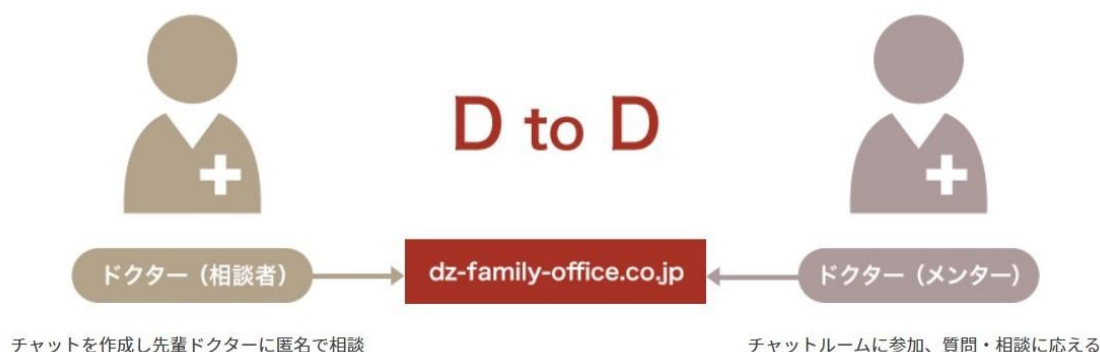 D to D
ドクター（相談者）
dz-family-office.co.jp
ドクター（メンター）
チャットを作成し先輩ドクターに匿名で相談
チャットルームに参加、質問・相談に応える